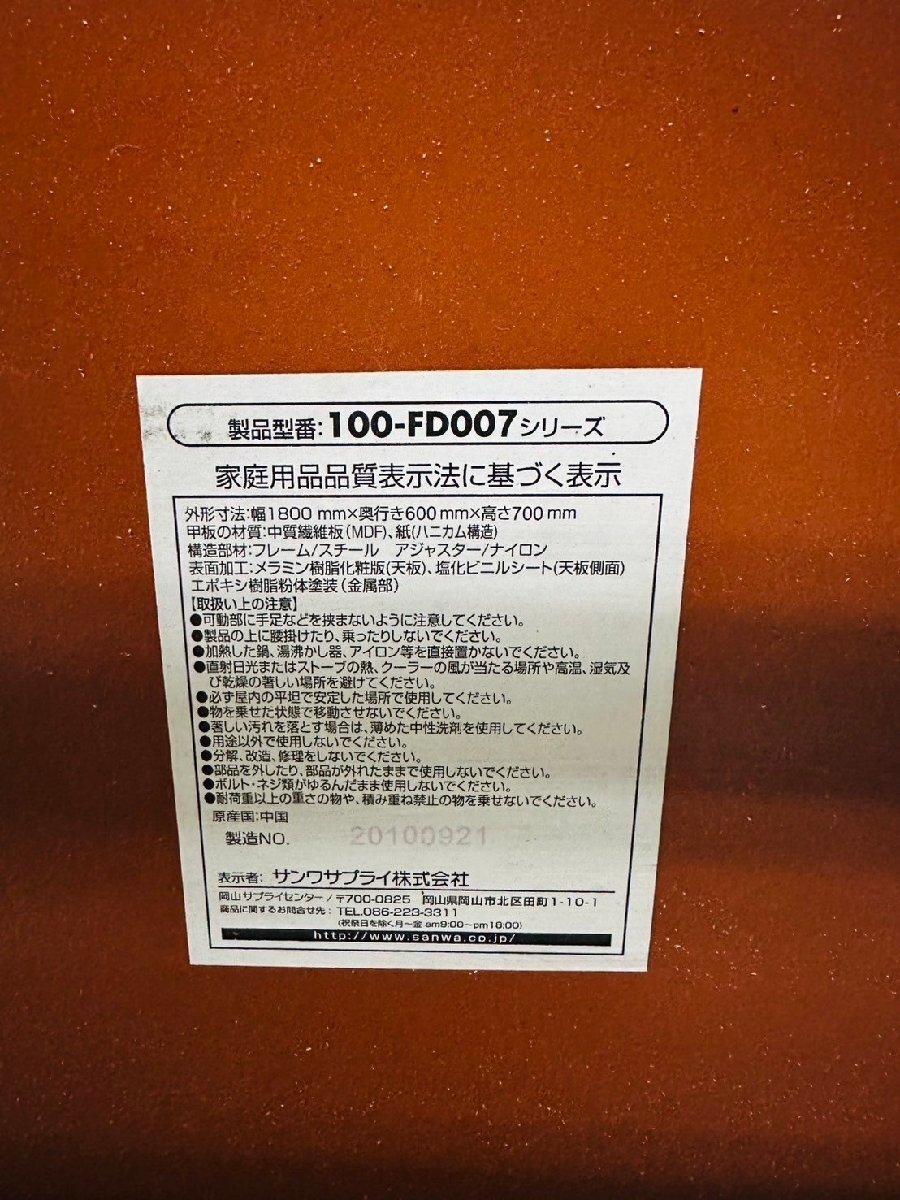 製品型番:100-FD007シリーズ
家庭用品品質表示法に基づく表示
外形寸法:幅1800 mm×奥行き600mm×高さ700mm
甲板の材質:中質繊維板(MDF)、紙(ハニカム構造)
構造部材:フレーム/スチール アジャスター/ナイロン
表面加工:メラミン樹脂化粧版(天板)、塩化ビニルシート(天板側面)
エポキシ樹脂粉体塗装(金属部)
【取扱い上の注意】
●可動部に手足などを挟まないように注意してください。
●製品の上に腰掛けたり、乗ったりしないでください。
●加熱した鍋、湯沸かし器、アイロン等を直接置かないでください。
●直射日光またはストーブの熱、クーラーの風が当たる場所や高温、湿気及
び乾燥の著しい場所を避けてください。
●必ず屋内の平坦で安定した場所で使用してください。
●物を乗せた状態で移動させないでください。
●著しい汚れを落とす場合は、薄めた中性洗剤を使用してください。
●用途以外で使用しないでください。
●分解、改造、修理をしないでください。
●部品を外したり、部品が外れたままで使用しないでください。
●ボルト・ネジ類がゆるんだまま使用しないでください。
●耐荷重以上の重さの物や、積み重ね禁止の物を乗せないでください。
原産国:中国
製造NO. 20100921
表示者:サンワサプライ株式会社
岡山サプライセンター/〒700-0825 岡山県岡山市北区田町1-10-1
商品に関するお問合せ先:TEL.086-223-3311
(祝祭日を除く月〜金 am9:00〜pm18:00)
http://www.sanwa.co.jp/